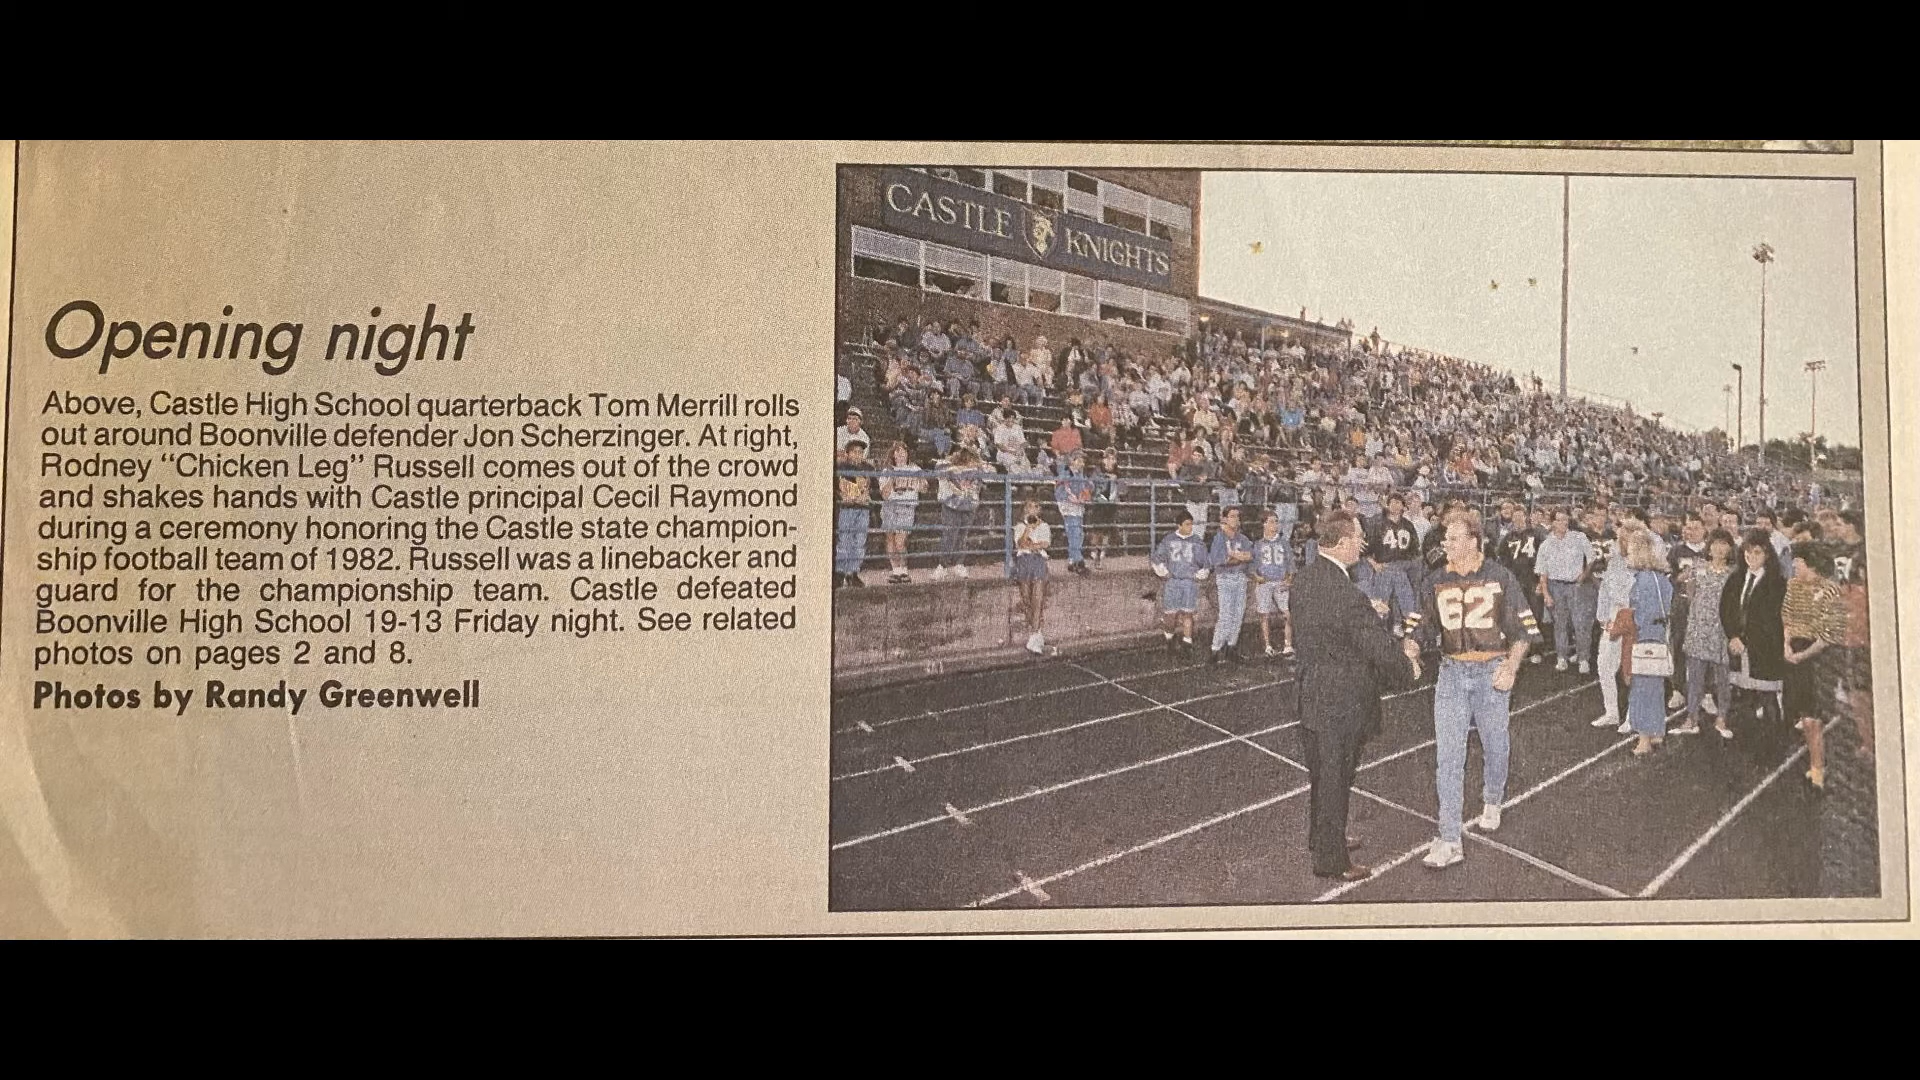 Opening night
Above, Castle High School quarterback Tom Merrill rolls
out around Boonville defender Jon Scherzinger. At right,
Rodney "Chicken Leg" Russell comes out of the crowd
and shakes hands with Castle principal Cecil Raymond
during a ceremony honoring the Castle state champion-
ship football team of 1982. Russell was a linebacker and
guard for the championship team. Castle defeated
Boonville High School 19-13 Friday night. See related
photos on pages 2 and 8.
Photos by Randy Greenwell
CASTLE KNIGHTS
40
74
24
36
62